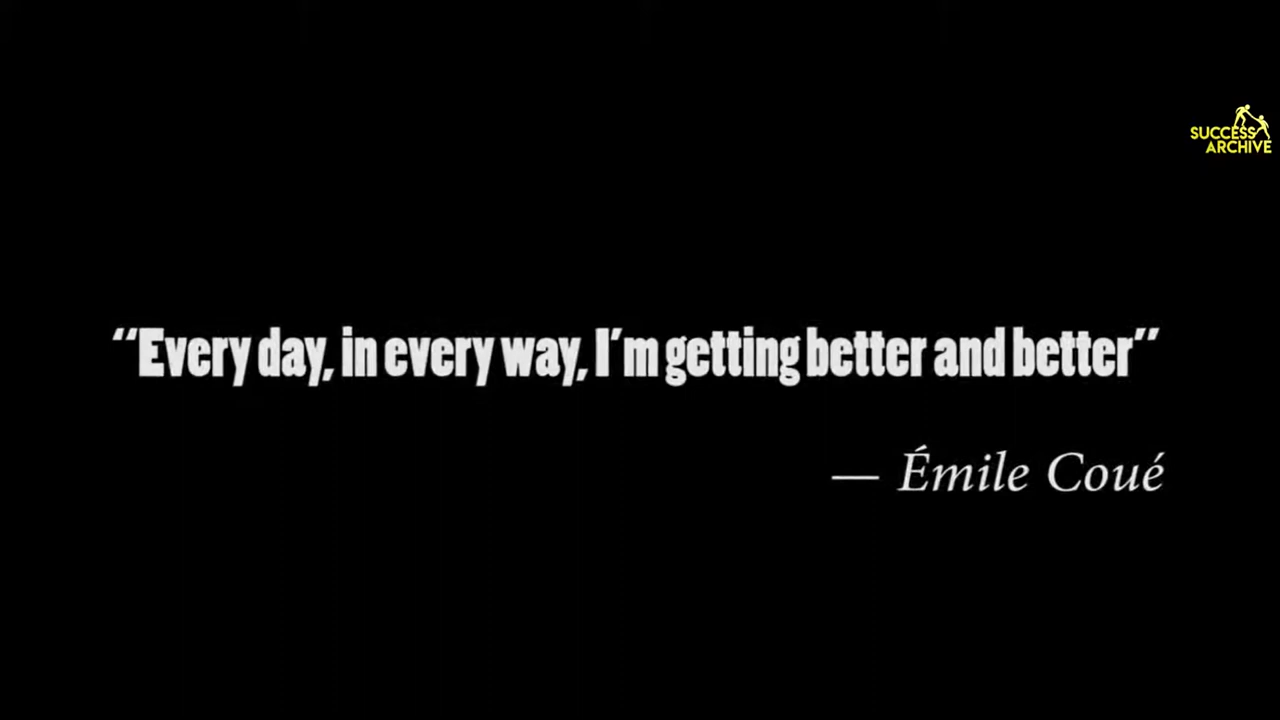 SUCCESS
ARCHIVE
“Every day, in every way, I'm getting better and better”
— Émile Coué